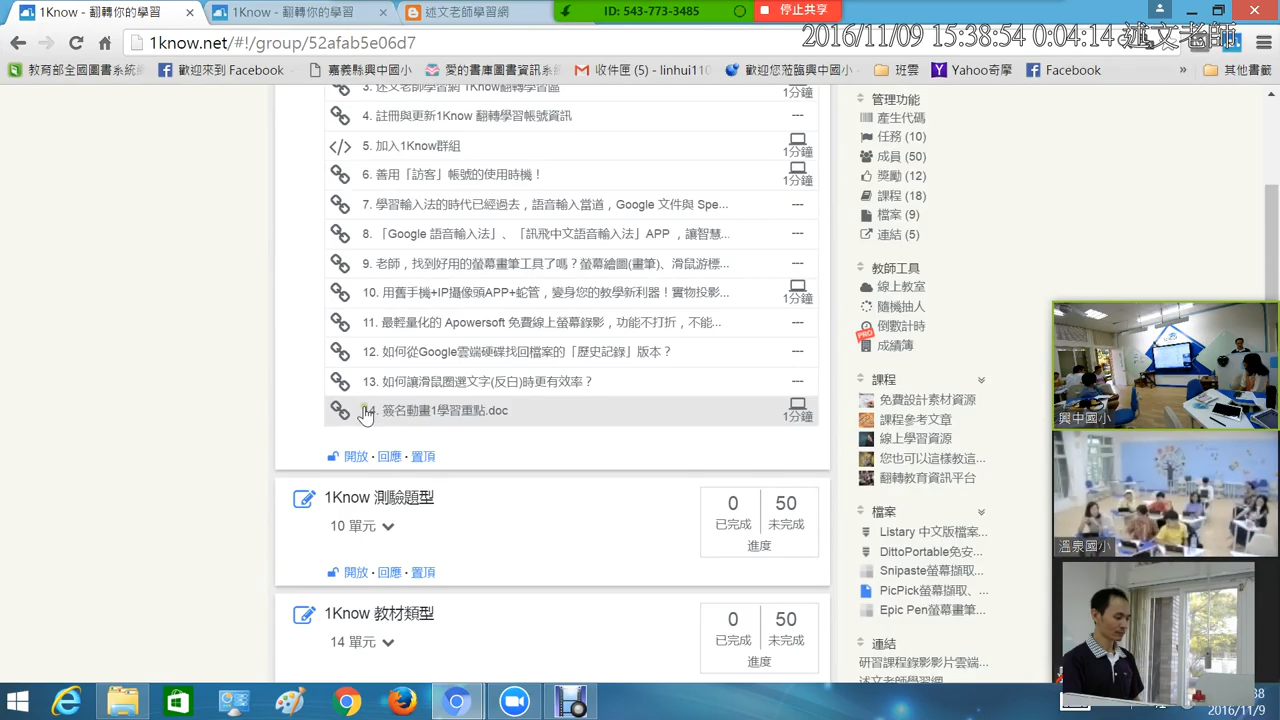 1Know - 翻轉你的學習
1Know - 翻轉你的學習
述文老師學習網
ID: 543-773-3485
停止共享
1know.net/#!/group/52afab5e06d7
2016/11/09 15:38:54 0:04:14 述文老師
教育部全國圖書系統
歡迎來到 Facebook
嘉義縣興中國小
愛的書庫圖書資訊系統
收件匣 (5) - linhui110
歡迎您蒞臨興中國小
班雲
Yahoo奇摩
Facebook
»
其他書籤
3. 述文老師學習網 1Know翻轉學習區
1分鐘
4. 註冊與更新1Know 翻轉學習帳號資訊
---
5. 加入1Know群組
1分鐘
6. 善用「訪客」帳號的使用時機！
1分鐘
7. 學習輸入法的時代已經過去，語音輸入當道，Google 文件與 Spe...
---
8. 「Google 語音輸入法」、「訊飛中文語音輸入法」APP ，讓智慧...
---
9. 老師，找到好用的螢幕畫筆工具了嗎？螢幕繪圖(畫筆)、滑鼠游標...
---
10. 用舊手機+IP攝像頭APP+蛇管，變身您的教學新利器！實物投影...
1分鐘
11. 最輕量化的 Apowersoft 免費線上螢幕錄影，功能不打折，不能...
---
12. 如何從Google雲端硬碟找回檔案的「歷史記錄」版本？
---
13. 如何讓滑鼠圈選文字(反白)時更有效率？
---
14. 簽名動畫1學習重點.doc
1分鐘
開放 · 回應 · 置頂
1Know 測驗題型
10 單元
0
已完成
50
未完成
進度
開放 · 回應 · 置頂
1Know 教材類型
14 單元
0
已完成
50
未完成
進度
管理功能
產生代碼
任務 (10)
成員 (50)
獎勵 (12)
課程 (18)
檔案 (9)
連結 (5)
教師工具
線上教室
隨機抽人
倒數計時
PRO
成績簿
課程
免費設計素材資源
課程參考文章
線上學習資源
您也可以這樣教這...
翻轉教育資訊平台
檔案
Listary 中文版檔案...
DittoPortable免安...
Snipaste螢幕擷取...
PicPick螢幕擷取、...
Epic Pen螢幕畫筆...
連結
研習課程錄影影片雲端...
述文老師學習網
興中國小
溫泉國小
2016/11/9